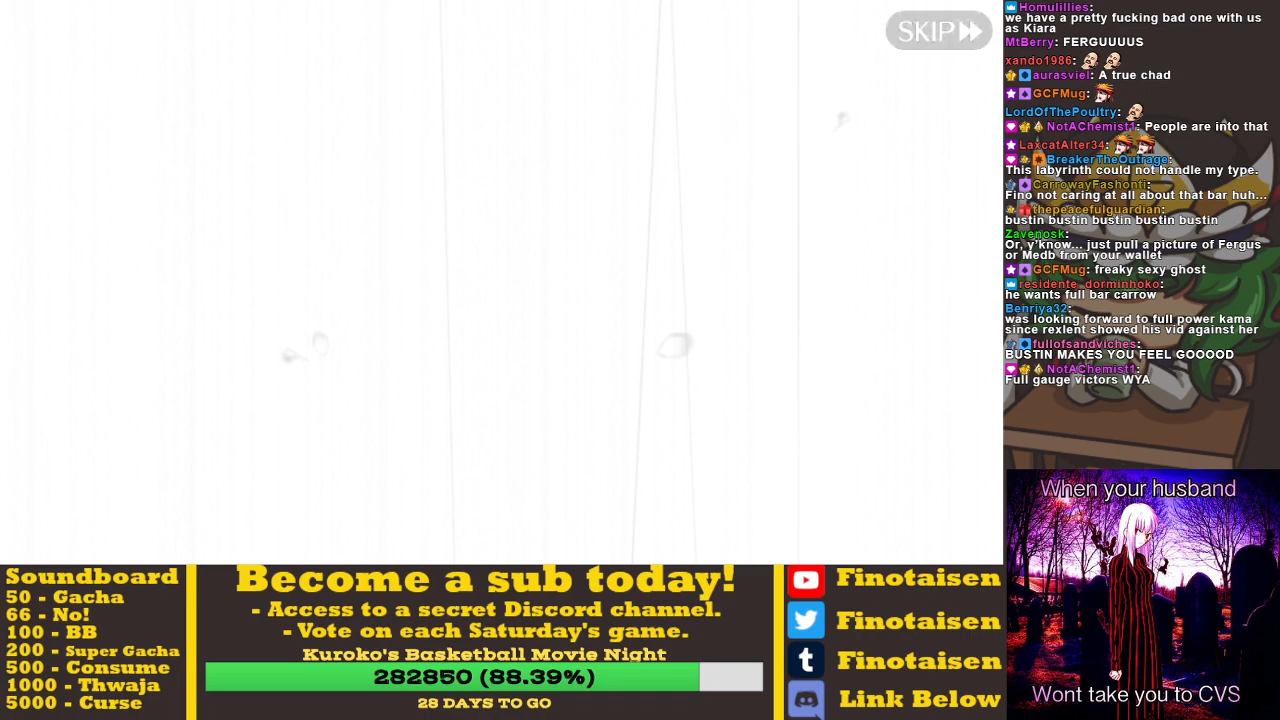 SKIP
Homulillies:
we have a pretty fucking bad one with us
as Kiara
MtBerry: FERGUUUUS
xando1986:
aurasviel: A true chad
GCFMug:
LordOfThePoultry:
NotAChemist1: People are into that
LaxcatAlter34:
BreakerTheOutrage:
This labyrinth could not handle my type.
CarrowayFashonti:
Fino not caring at all about that bar huh...
thepeacefulguardian:
bustin bustin bustin bustin bustin
Zavenosk:
Or, y'know... just pull a picture of Fergus
or Medb from your wallet
GCFMug: freaky sexy ghost
residente_dorminhoko:
he wants full bar carrow
Benriya32:
was looking forward to full power kama
since rexlent showed his vid against her
fullofsandviches:
BUSTIN MAKES YOU FEEL GOOOOD
NotAChemist1:
Full gauge victors WYA
When your husband
Wont take you to CVS
Soundboard
50 - Gacha
66 - No!
100 - BB
200 - Super Gacha
500 - Consume
1000 - Thwaja
5000 - Curse
Become a sub today!
- Access to a secret Discord channel.
- Vote on each Saturday's game.
Kuroko's Basketball Movie Night
282850 (88.39%)
28 DAYS TO GO
Finotaisen
Finotaisen
Finotaisen
Link Below